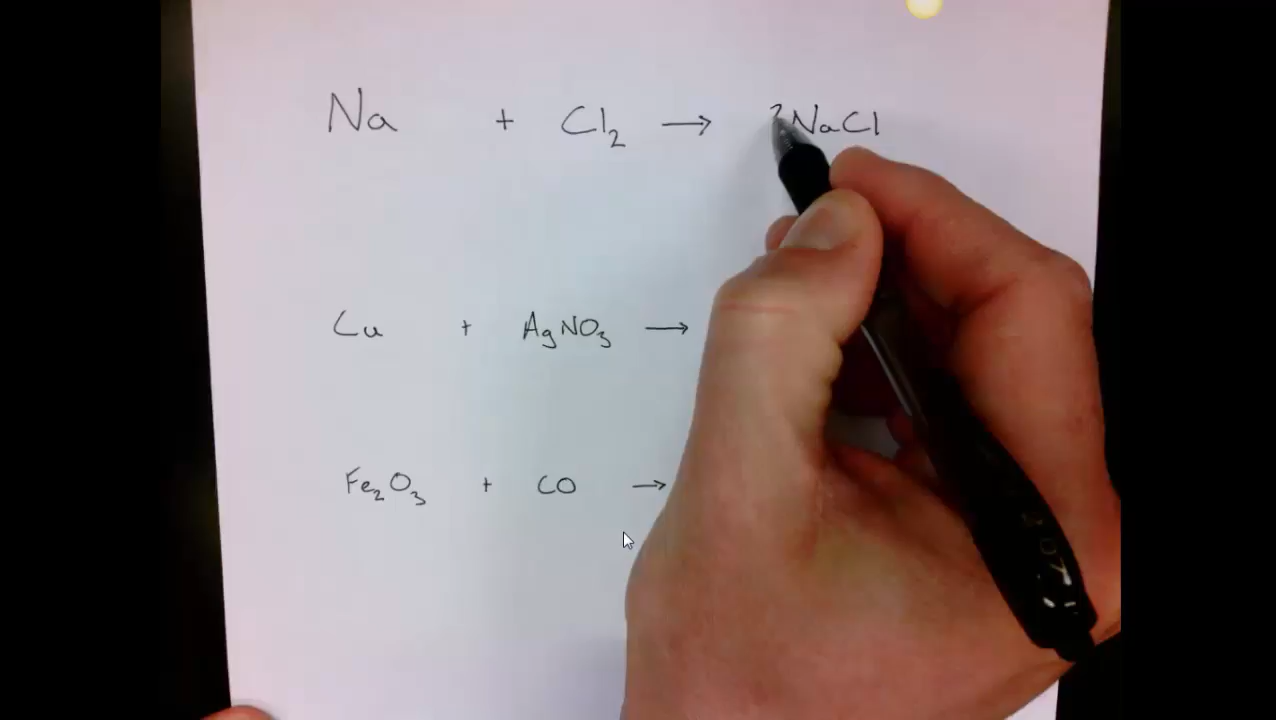 Na + Cl₂ → 2NaCl
Cu + AgNO₃ →
Fe₂O₃ + CO →